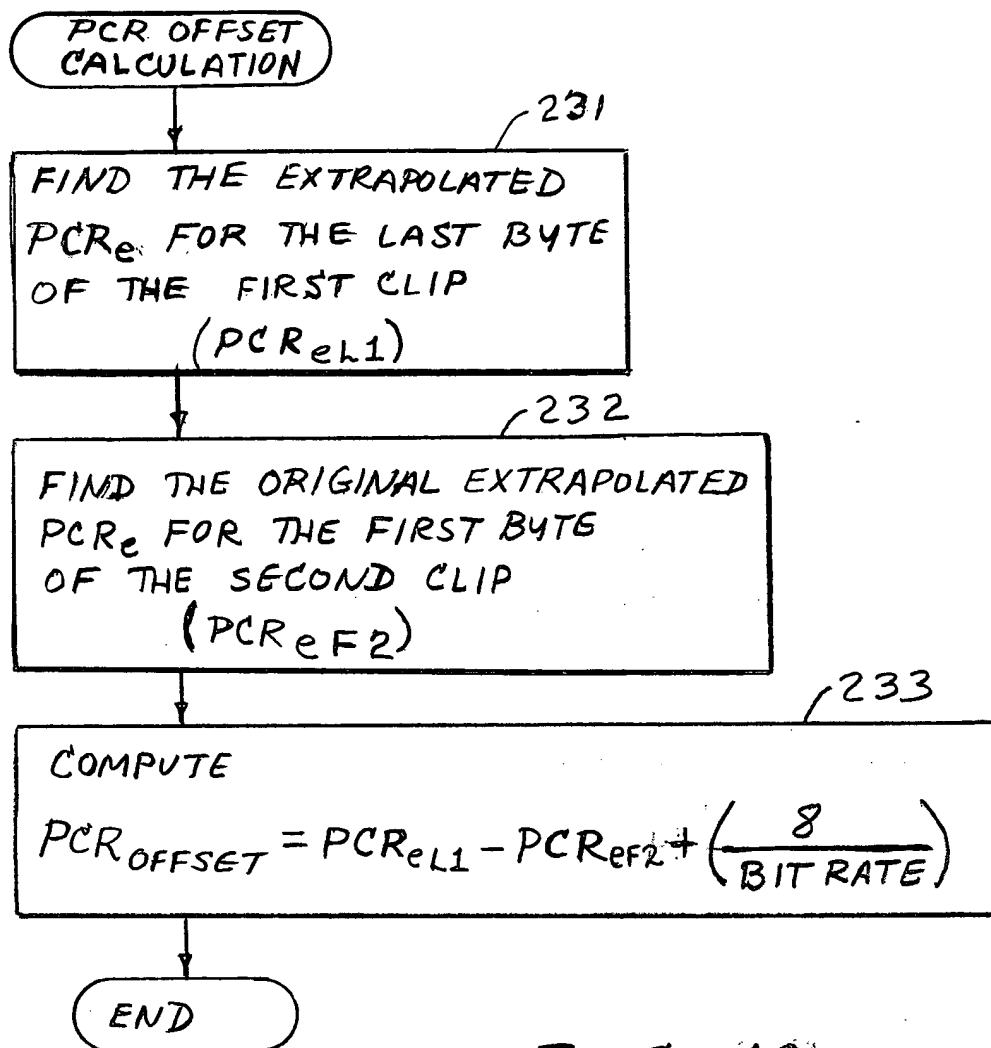 PCR OFFSET
CALCULATION
231
FIND THE EXTRAPOLATED
PCRe FOR THE LAST BYTE
OF THE FIRST CLIP
(PCReL1)
232
FIND THE ORIGINAL EXTRAPOLATED
PCRe FOR THE FIRST BYTE
OF THE SECOND CLIP
(PCReF2)
233
COMPUTE
PCROFFSET = PCReL1 - PCReF2 + (8 / BIT RATE)
END